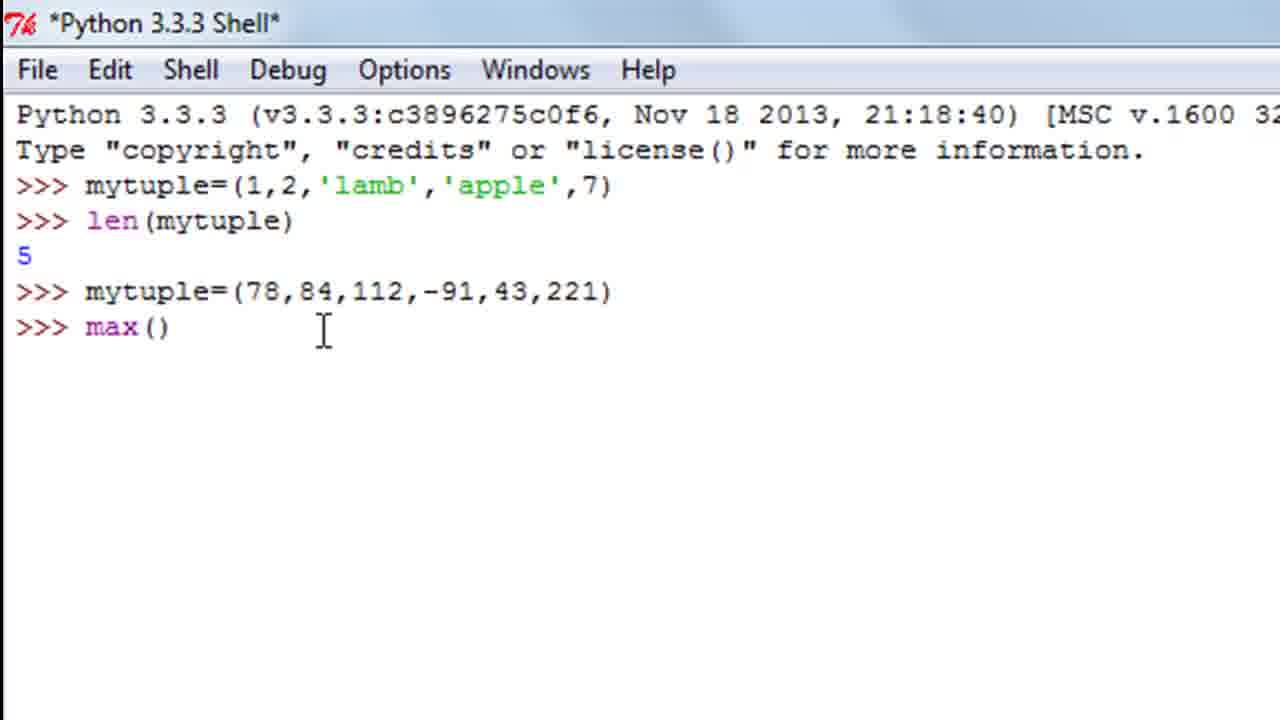 *Python 3.3.3 Shell*
File Edit Shell Debug Options Windows Help
Python 3.3.3 (v3.3.3:c3896275c0f6, Nov 18 2013, 21:18:40) [MSC v.1600 32
Type "copyright", "credits" or "license()" for more information.
>>> mytuple=(1,2,'lamb','apple',7)
>>> len(mytuple)
5
>>> mytuple=(78,84,112,-91,43,221)
>>> max()